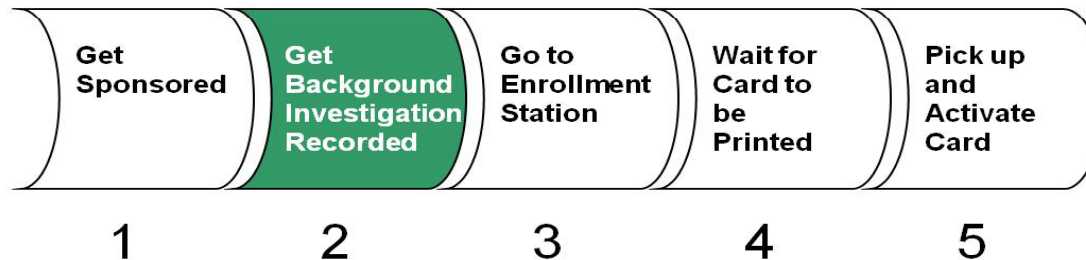 Get
Sponsored
Get
Background
Investigation
Recorded
Go to
Enrollment
Station
Wait for
Card to
be
Printed
Pick up
and
Activate
Card
1
2
3
4
5